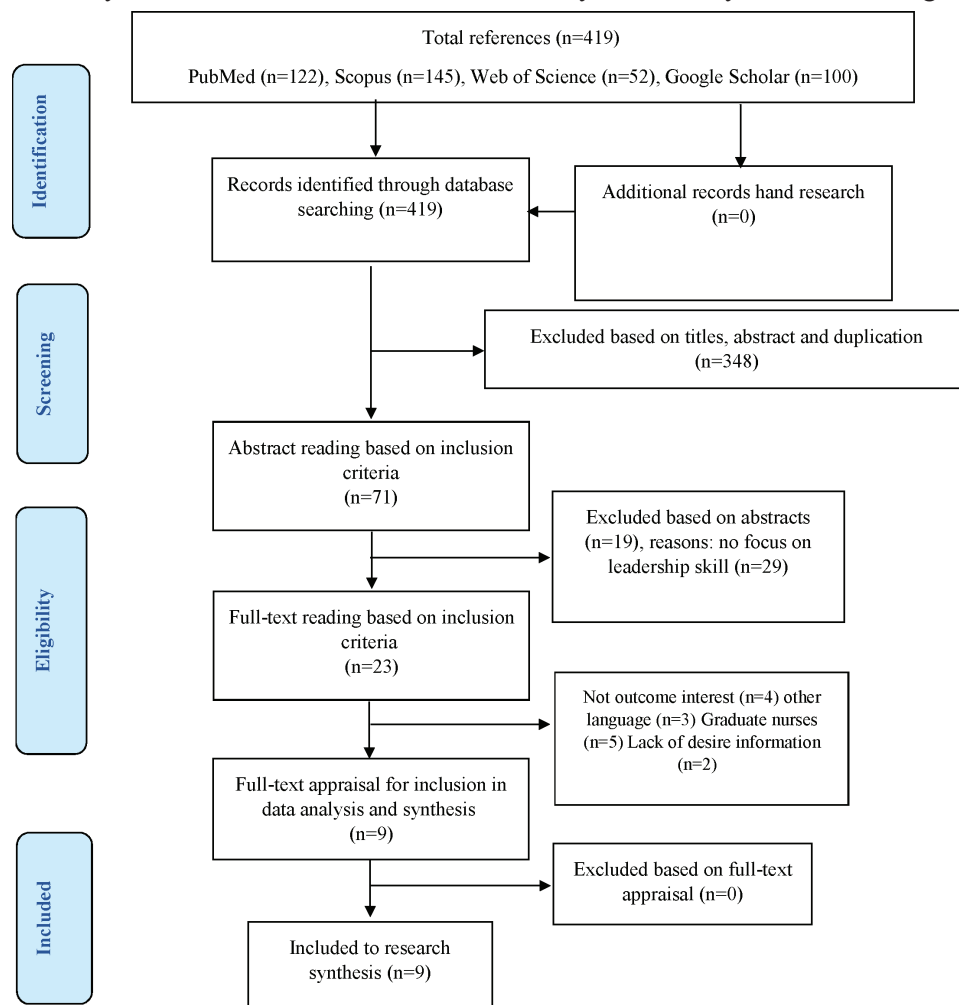 Total references (n=419)
PubMed (n=122), Scopus (n=145), Web of Science (n=52), Google Scholar (n=100)
Identification
Records identified through database
searching (n=419)
Additional records hand research
(n=0)
Screening
Excluded based on titles, abstract and duplication
(n=348)
Abstract reading based on inclusion
criteria
(n=71)
Eligibility
Excluded based on abstracts
(n=19), reasons: no focus on
leadership skill (n=29)
Full-text reading based on inclusion
criteria
(n=23)
Not outcome interest (n=4) other
language (n=3) Graduate nurses
(n=5) Lack of desire information
(n=2)
Full-text appraisal for inclusion in
data analysis and synthesis
(n=9)
Included
Excluded based on full-text
appraisal (n=0)
Included to research
synthesis (n=9)